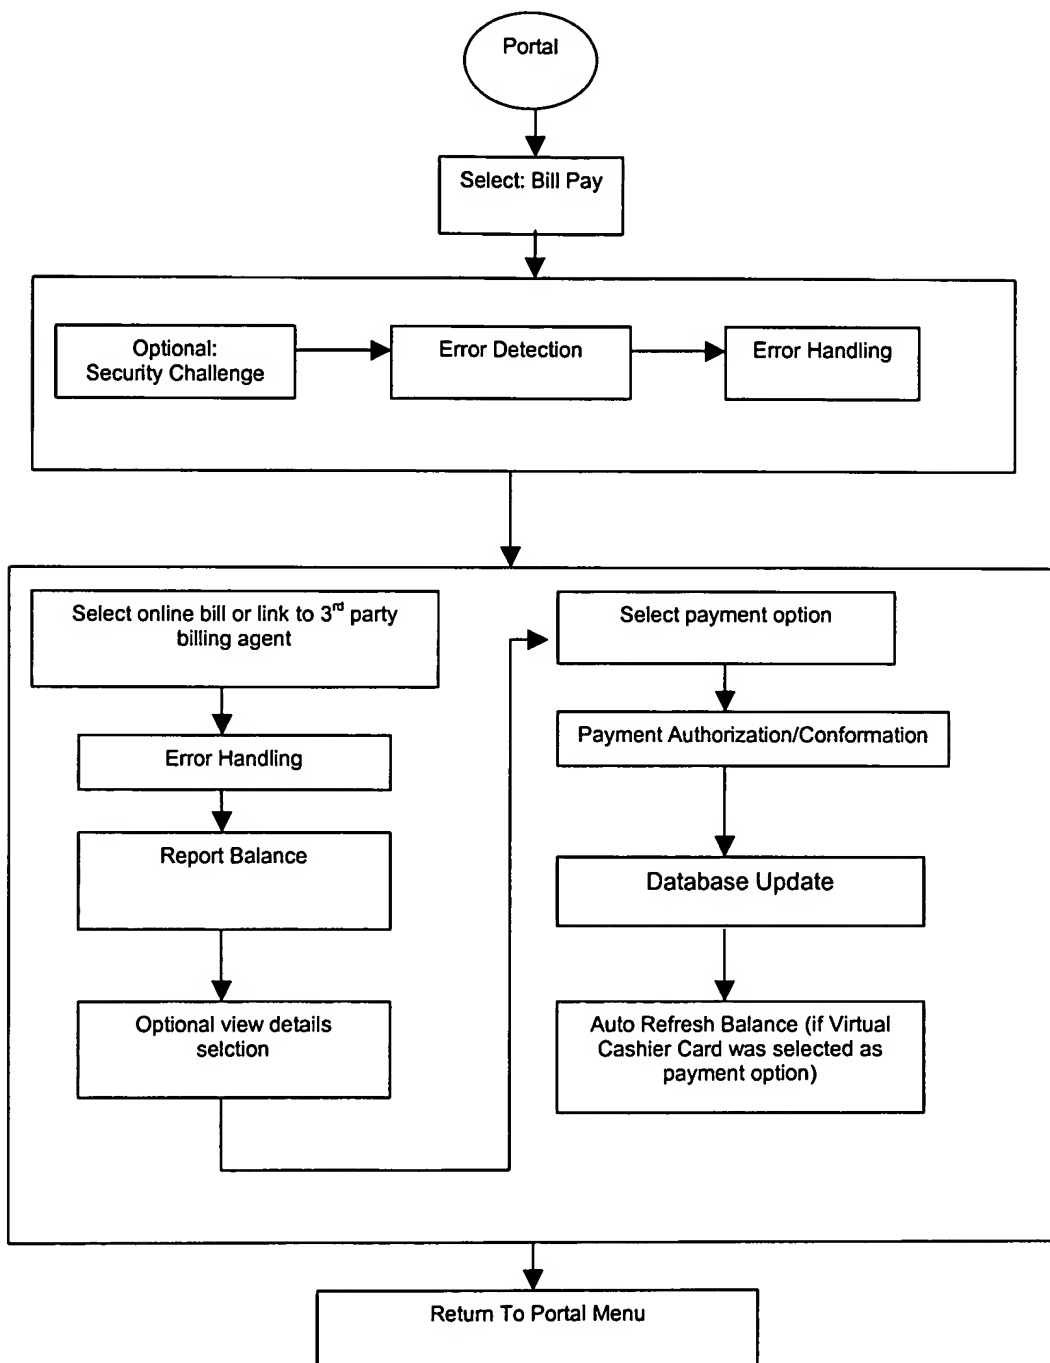 Portal
Select: Bill Pay
Optional:
Security Challenge
Error Detection
Error Handling
Select online bill or link to 3rd party
billing agent
Error Handling
Report Balance
Optional view details
selction
Select payment option
Payment Authorization/Conformation
Database Update
Auto Refresh Balance (if Virtual
Cashier Card was selected as
payment option)
Return To Portal Menu